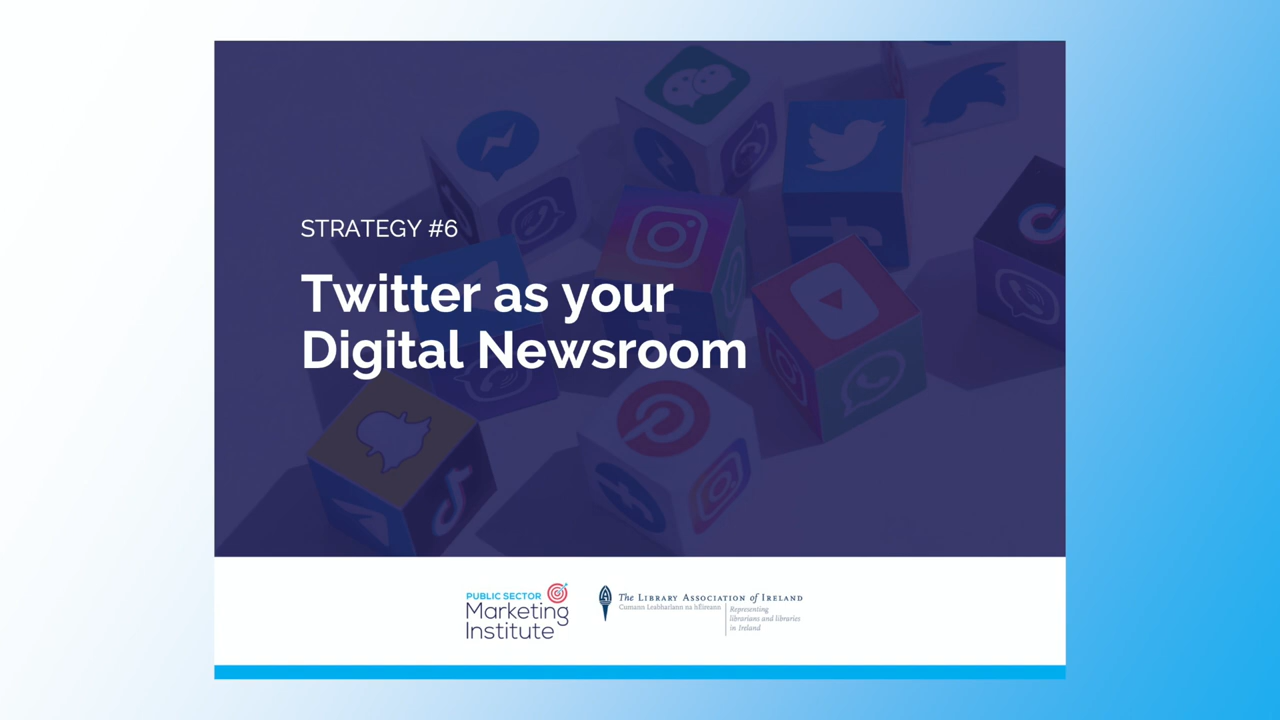 STRATEGY #6
Twitter as your
Digital Newsroom
PUBLIC SECTOR
Marketing
Institute
The Library Association of Ireland
Cumann Leabharlann na hÉireann
Representing
librarians and libraries
in Ireland